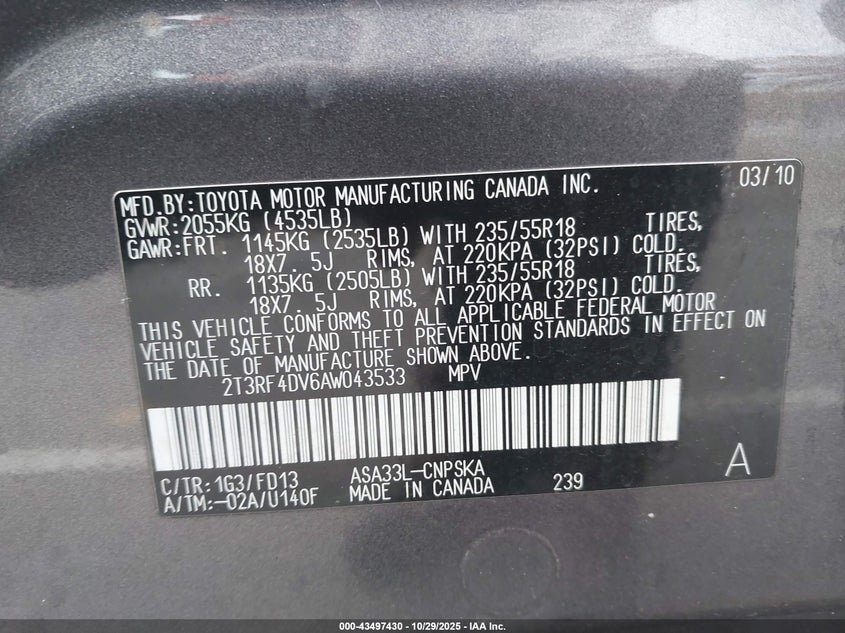 03/10
MFD.BY:TOYOTA MOTOR MANUFACTURING CANADA INC.
GVWR:2055KG (4535LB)
GAWR:FRT. 1145KG (2535LB) WITH 235/55R18 TIRES,
18X7. 5J RIMS, AT 220KPA (32PSI) COLD.
RR. 1135KG (2505LB) WITH 235/55R18 TIRES,
18X7. 5J RIMS, AT 220KPA (32PSI) COLD.
THIS VEHICLE CONFORMS TO ALL APPLICABLE FEDERAL MOTOR
VEHICLE SAFETY AND THEFT PREVENTION STANDARDS IN EFFECT ON
THE DATE OF MANUFACTURE SHOWN ABOVE.
2T3RF4DV6AW043533 MPV
C/TR:1G3/FD13 ASA33L-CNPSKA
A/TM:-02A/U140F MADE IN CANADA 239 A
000-43497430 - 10/29/2025 - IAA Inc.